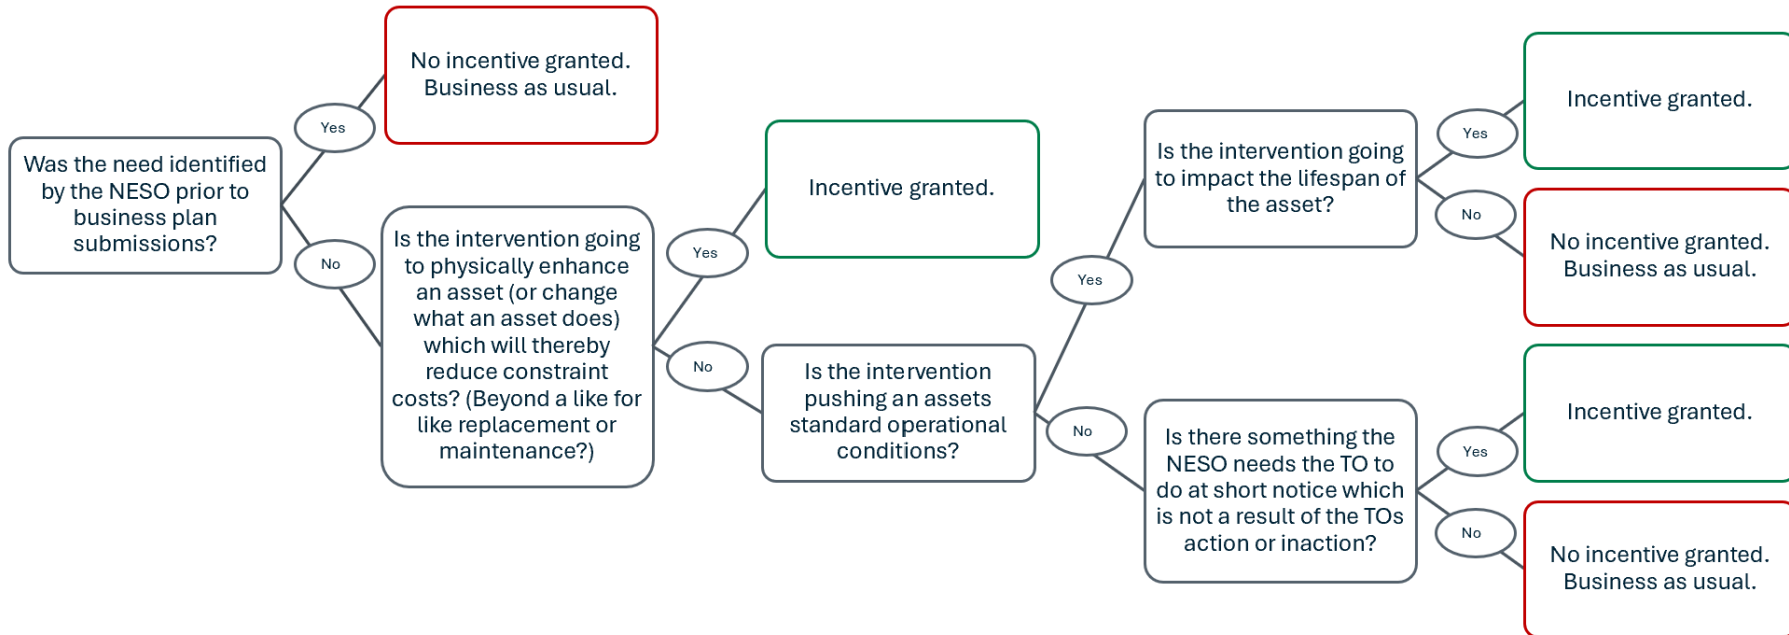 Was the need identified
by the NESO prior to
business plan
submissions?
Yes
No incentive granted.
Business as usual.
No
Is the intervention going
to physically enhance
an asset (or change
what an asset does)
which will thereby
reduce constraint
costs? (Beyond a like for
like replacement or
maintenance?)
Yes
Incentive granted.
No
Is the intervention
pushing an assets
standard operational
conditions?
Yes
Is the intervention going
to impact the lifespan of
the asset?
Yes
Incentive granted.
No
No incentive granted.
Business as usual.
No
Is there something the
NESO needs the TO to
do at short notice which
is not a result of the TOs
action or inaction?
Yes
Incentive granted.
No
No incentive granted.
Business as usual.